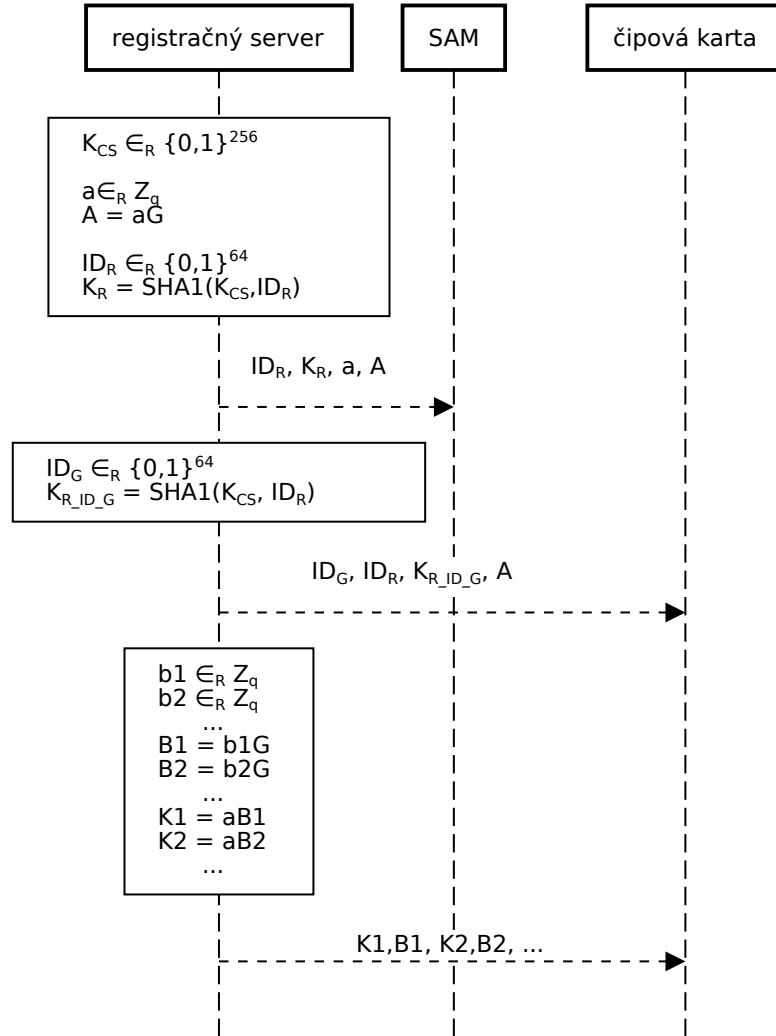 registračný server
SAM
čipová karta
K_CS ∈_R {0,1}^256
a∈_R Z_q
A = aG
ID_R ∈_R {0,1}^64
K_R = SHA1(K_CS,ID_R)
ID_R, K_R, a, A
ID_G ∈_R {0,1}^64
K_R_ID_G = SHA1(K_CS, ID_R)
ID_G, ID_R, K_R_ID_G, A
b1 ∈_R Z_q
b2 ∈_R Z_q
...
B1 = b1G
B2 = b2G
...
K1 = aB1
K2 = aB2
...
K1,B1, K2,B2, ...